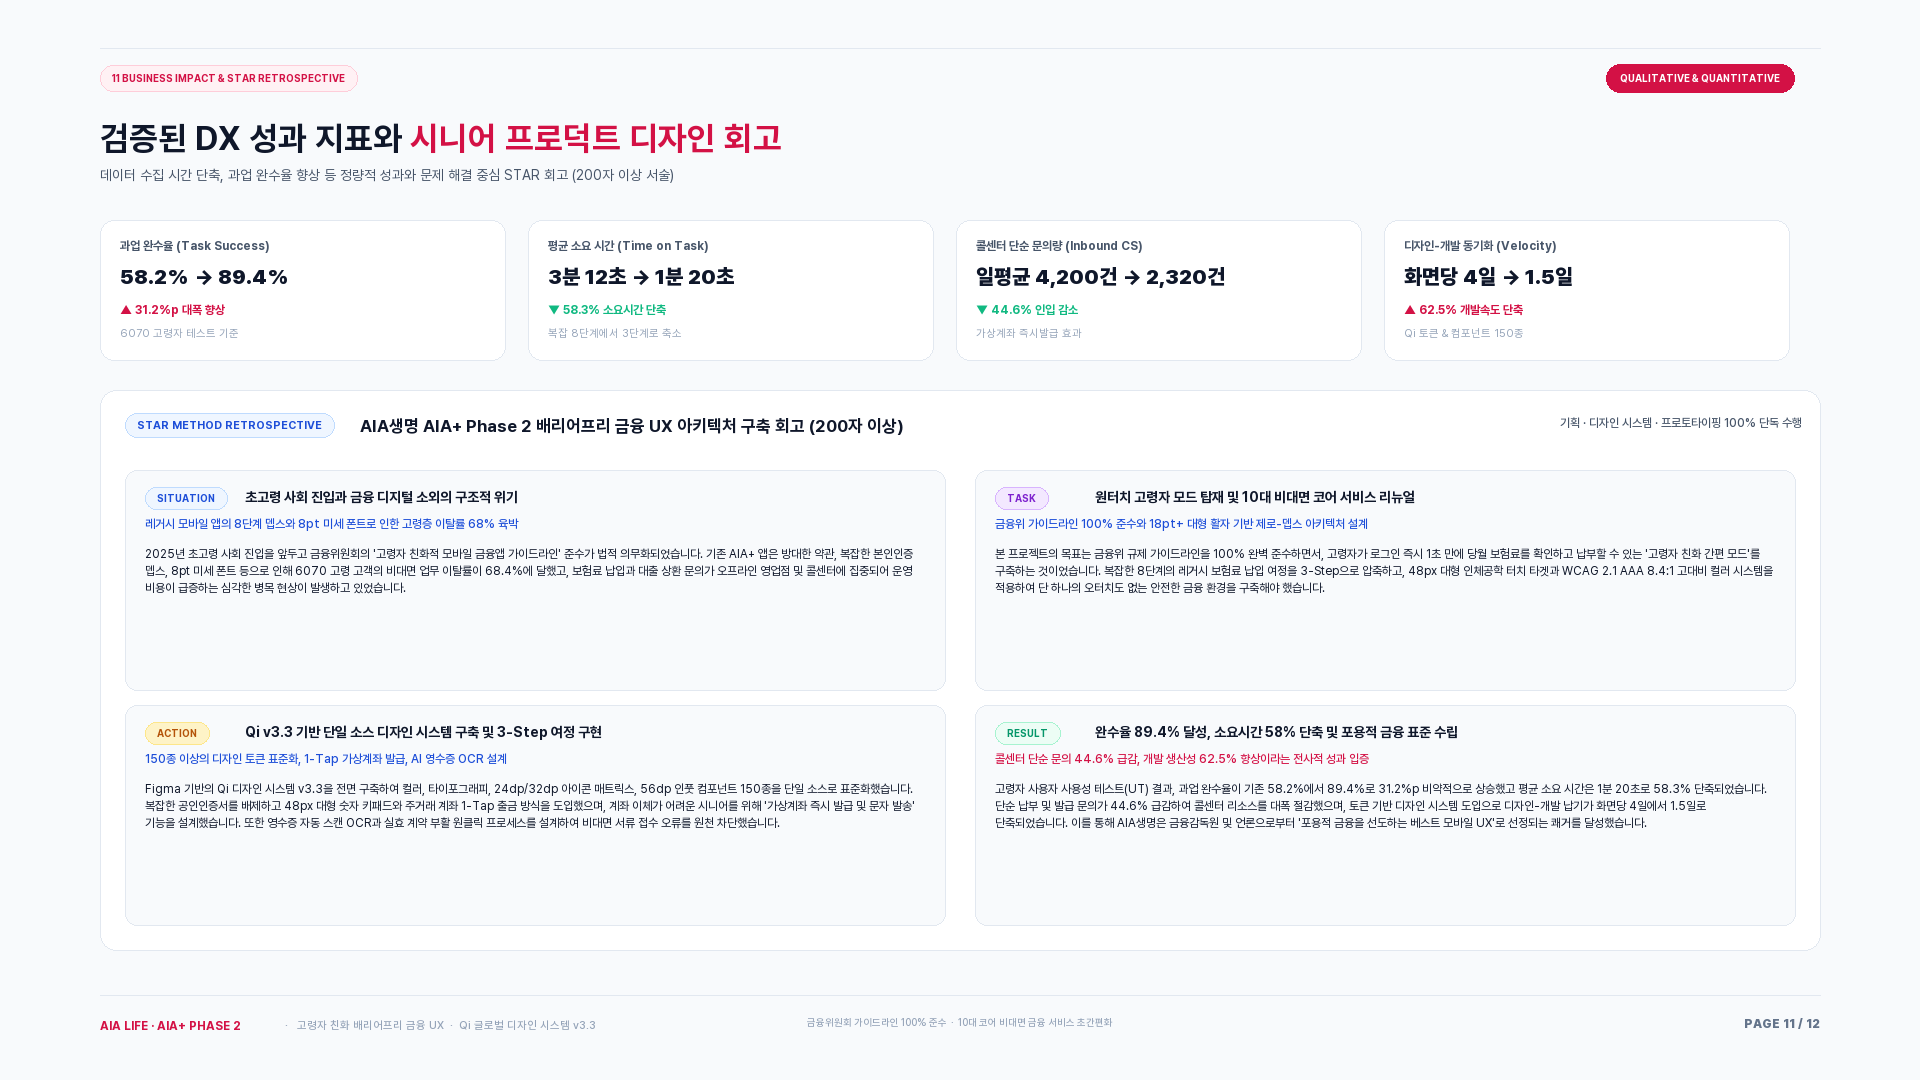 11 BUSINESS IMPACT & STAR RETROSPECTIVE
QUALITATIVE & QUANTITATIVE
검증된 DX 성과 지표와 시니어 프로덕트 디자인 회고
데이터 수집 시간 단축, 과업 완수율 향상 등 정량적 성과와 문제 해결 중심 STAR 회고 (200자 이상 서술)
과업 완수율 (Task Success)
58.2% → 89.4%
▲ 31.2%p 대폭 향상
6070 고령자 테스트 기준
평균 소요 시간 (Time on Task)
3분 12초 → 1분 20초
▼ 58.3% 소요시간 단축
복잡 8단계에서 3단계로 축소
콜센터 단순 문의량 (Inbound CS)
일평균 4,200건 → 2,320건
▼ 44.6% 인입 감소
가상계좌 즉시발급 효과
디자인-개발 동기화 (Velocity)
화면당 4일 → 1.5일
▲ 62.5% 개발속도 단축
Qi 토큰 & 컴포넌트 150종
STAR METHOD RETROSPECTIVE
AIA생명 AIA+ Phase 2 배리어프리 금융 UX 아키텍처 구축 회고 (200자 이상)
기획 · 디자인 시스템 · 프로토타이핑 100% 단독 수행
SITUATION
초고령 사회 진입과 금융 디지털 소외의 구조적 위기
레거시 모바일 앱의 8단계 뎁스와 8pt 미세 폰트로 인한 고령층 이탈률 68% 육박
2025년 초고령 사회 진입을 앞두고 금융위원회의 '고령자 친화적 모바일 금융앱 가이드라인' 준수가 법적 의무화되었습니다. 기존 AIA+ 앱은 방대한 약관, 복잡한 본인인증
뎁스, 8pt 미세 폰트 등으로 인해 6070 고령 고객의 비대면 업무 이탈률이 68.4%에 달했고, 보험료 납입과 대출 상환 문의가 오프라인 영업점 및 콜센터에 집중되어 운영
비용이 급증하는 심각한 병목 현상이 발생하고 있었습니다.
TASK
원터치 고령자 모드 탑재 및 10대 비대면 코어 서비스 리뉴얼
금융위 가이드라인 100% 준수와 18pt+ 대형 활자 기반 제로-뎁스 아키텍처 설계
본 프로젝트의 목표는 금융위 규제 가이드라인을 100% 완벽 준수하면서, 고령자가 로그인 즉시 1초 만에 당월 보험료를 확인하고 납부할 수 있는 '고령자 친화 간편 모드'를
구축하는 것이었습니다. 복잡한 8단계의 레거시 보험료 납입 여정을 3-Step으로 압축하고, 48px 대형 인체공학 터치 타겟과 WCAG 2.1 AAA 8.4:1 고대비 컬러 시스템을
적용하여 단 하나의 오터치도 없는 안전한 금융 환경을 구축해야 했습니다.
ACTION
Qi v3.3 기반 단일 소스 디자인 시스템 구축 및 3-Step 여정 구현
150종 이상의 디자인 토큰 표준화, 1-Tap 가상계좌 발급, AI 영수증 OCR 설계
Figma 기반의 Qi 디자인 시스템 v3.3을 전면 구축하여 컬러, 타이포그래피, 24dp/32dp 아이콘 매트릭스, 56dp 인풋 컴포넌트 150종을 단일 소스로 표준화했습니다.
복잡한 공인인증서를 배제하고 48px 대형 숫자 키패드와 주거래 계좌 1-Tap 출금 방식을 도입했으며, 계좌 이체가 어려운 시니어를 위해 '가상계좌 즉시 발급 및 문자 발송'
기능을 설계했습니다. 또한 영수증 자동 스캔 OCR과 실효 계약 부활 원클릭 프로세스를 설계하여 비대면 서류 접수 오류를 원천 차단했습니다.
RESULT
완수율 89.4% 달성, 소요시간 58% 단축 및 포용적 금융 표준 수립
콜센터 단순 문의 44.6% 급감, 개발 생산성 62.5% 향상이라는 전사적 성과 입증
고령자 사용자 사용성 테스트(UT) 결과, 과업 완수율이 기존 58.2%에서 89.4%로 31.2%p 비약적으로 상승했고 평균 소요 시간은 1분 20초로 58.3% 단축되었습니다.
단순 납부 및 발급 문의가 44.6% 급감하여 콜센터 리소스를 대폭 절감했으며, 토큰 기반 디자인 시스템 도입으로 디자인-개발 납기가 화면당 4일에서 1.5일로
단축되었습니다. 이를 통해 AIA생명은 금융감독원 및 언론으로부터 '포용적 금융을 선도하는 베스트 모바일 UX'로 선정되는 쾌거를 달성했습니다.
AIA LIFE · AIA+ PHASE 2 · 고령자 친화 배리어프리 금융 UX · Qi 글로벌 디자인 시스템 v3.3
금융위원회 가이드라인 100% 준수 · 10대 코어 비대면 금융 서비스 초간편화
PAGE 11 / 12